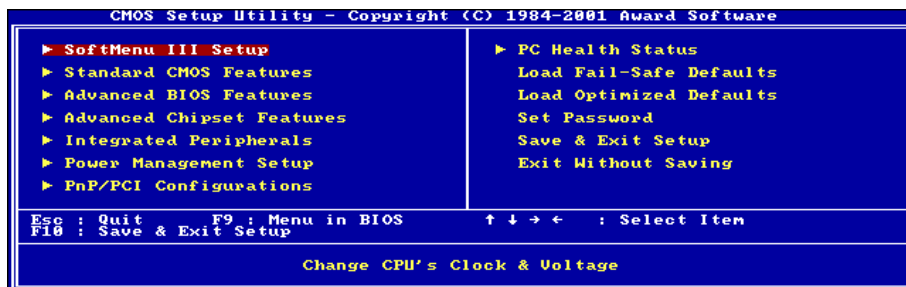 CMOS Setup Utility - Copyright (C) 1984-2001 Award Software
► SoftMenu III Setup
► Standard CMOS Features
► Advanced BIOS Features
► Advanced Chipset Features
► Integrated Peripherals
► Power Management Setup
► PnP/PCI Configurations
► PC Health Status
Load Fail-Safe Defaults
Load Optimized Defaults
Set Password
Save & Exit Setup
Exit Without Saving
Esc : Quit F9 : Menu in BIOS ↑ ↓ → ← : Select Item
F10 : Save & Exit Setup
Change CPU's Clock & Voltage